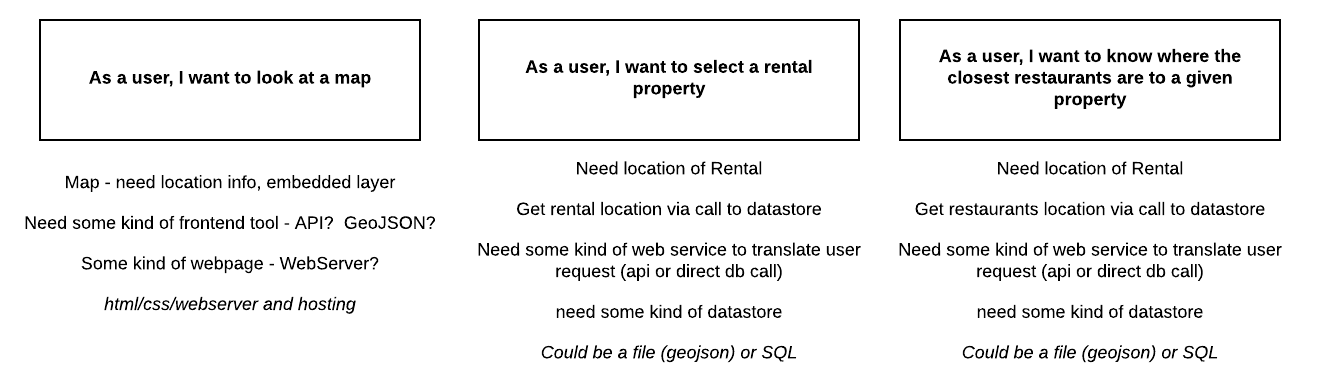 As a user, I want to look at a map
Map - need location info, embedded layer
Need some kind of frontend tool - API?  GeoJSON?
Some kind of webpage - WebServer?
html/css/webserver and hosting
As a user, I want to select a rental
property
Need location of Rental
Get rental location via call to datastore
Need some kind of web service to translate user
request (api or direct db call)
need some kind of datastore
Could be a file (geojson) or SQL
As a user, I want to know where the
closest restaurants are to a given
property
Need location of Rental
Get restaurants location via call to datastore
Need some kind of web service to translate user
request (api or direct db call)
need some kind of datastore
Could be a file (geojson) or SQL